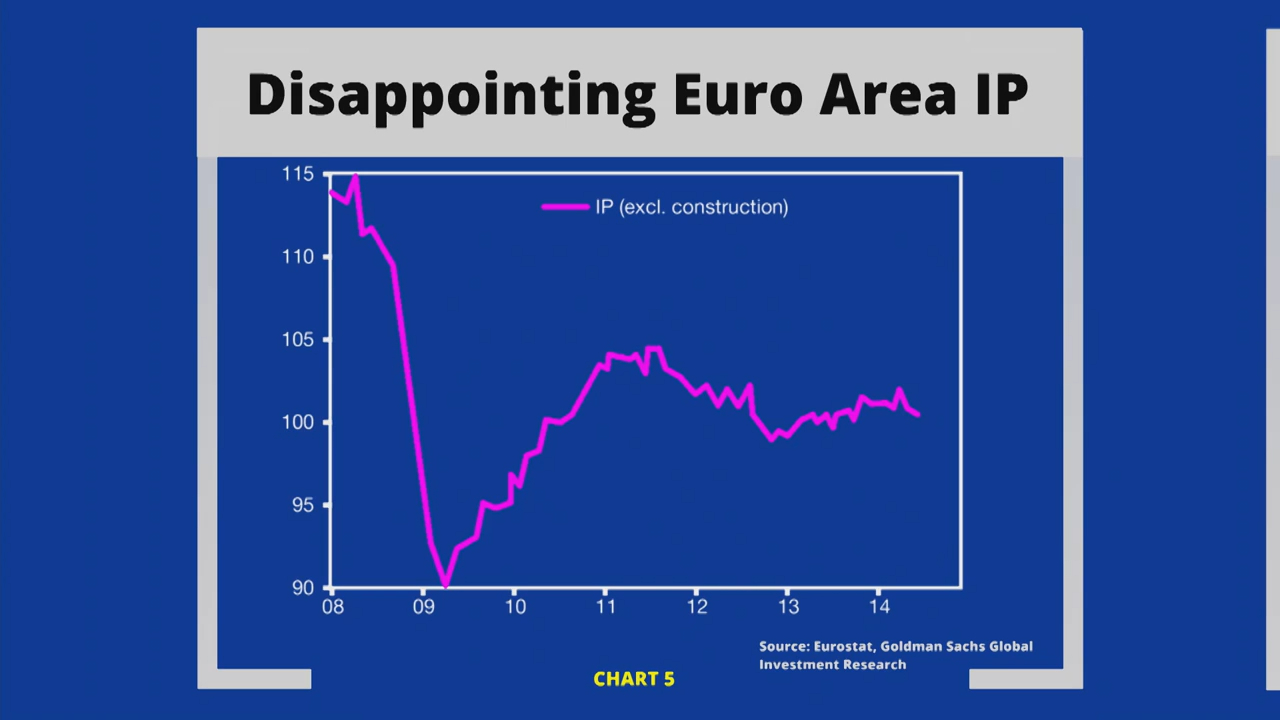 Disappointing Euro Area IP
115
IP (excl. construction)
110
105
100
95
90
08 09 10 11 12 13 14
Source: Eurostat, Goldman Sachs Global
Investment Research
CHART 5